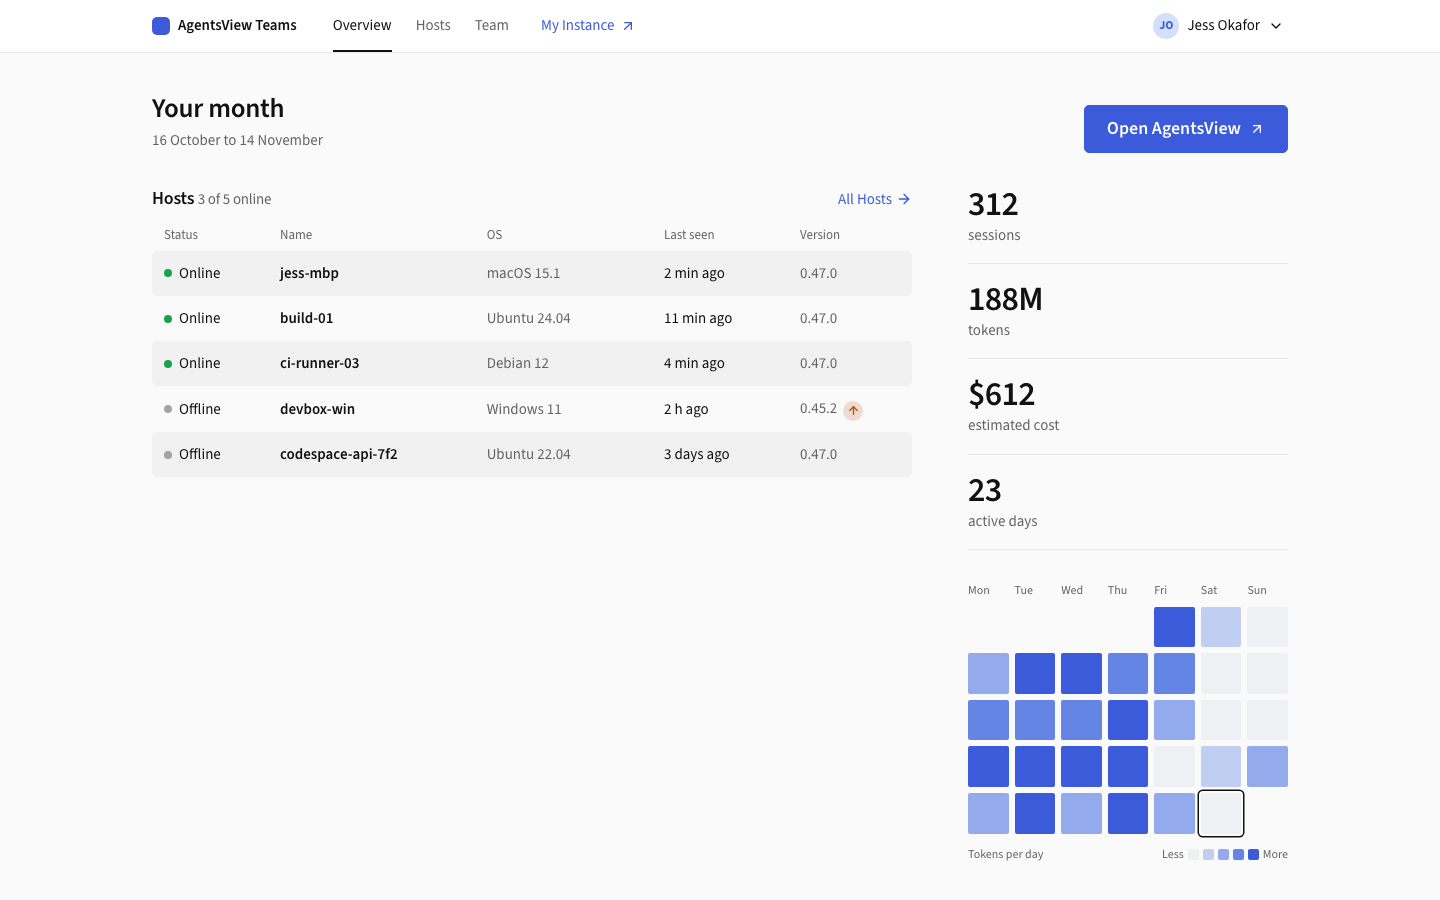 AgentsView Teams Overview Hosts Team My Instance JO Jess Okafor
Your month
16 October to 14 November
Open AgentsView
Hosts 3 of 5 online All Hosts
Status Name OS Last seen Version
Online jess-mbp macOS 15.1 2 min ago 0.47.0
Online build-01 Ubuntu 24.04 11 min ago 0.47.0
Online ci-runner-03 Debian 12 4 min ago 0.47.0
Offline devbox-win Windows 11 2 h ago 0.45.2
Offline codespace-api-7f2 Ubuntu 22.04 3 days ago 0.47.0
312
sessions
188M
tokens
$612
estimated cost
23
active days
Mon Tue Wed Thu Fri Sat Sun
Tokens per day Less More